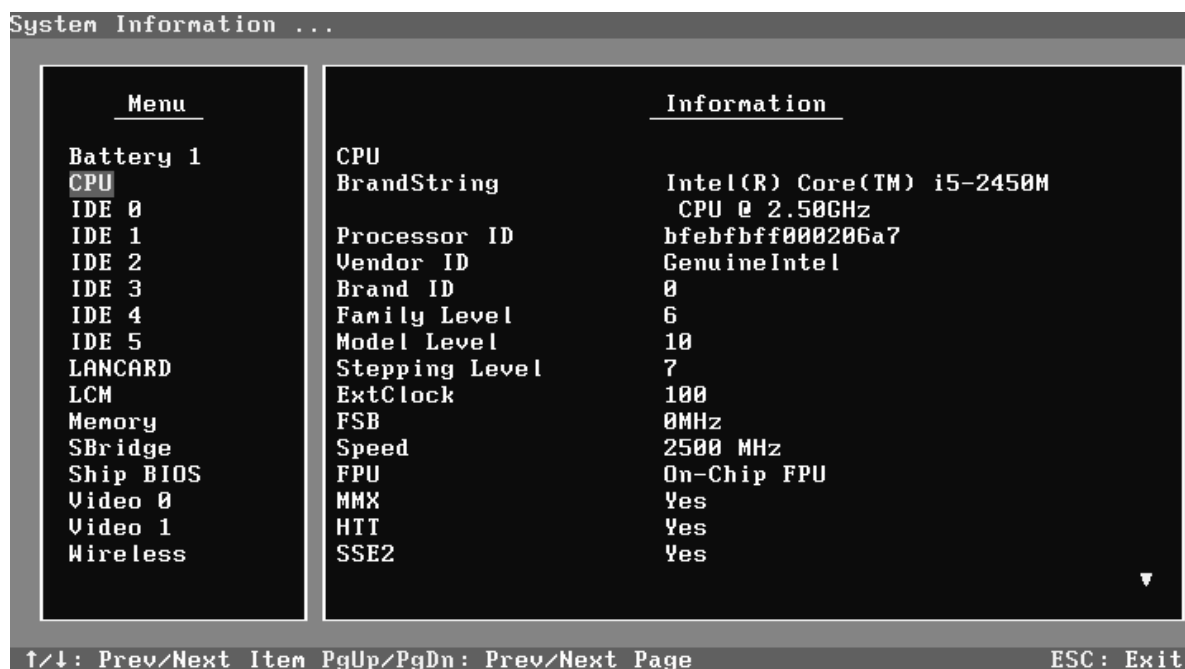 System Information ...
Menu
Battery 1
CPU
IDE 0
IDE 1
IDE 2
IDE 3
IDE 4
IDE 5
LANCARD
LCM
Memory
SBridge
Ship BIOS
Video 0
Video 1
Wireless
Information
CPU
BrandString Intel(R) Core(TM) i5-2450M
CPU @ 2.50GHz
Processor ID bfebfbff000206a7
Vendor ID GenuineIntel
Brand ID 0
Family Level 6
Model Level 10
Stepping Level 7
ExtClock 100
FSB 0MHz
Speed 2500 MHz
FPU On-Chip FPU
MMX Yes
HTT Yes
SSE2 Yes
▼
↑/↓: Prev/Next Item PgUp/PgDn: Prev/Next Page ESC: Exit